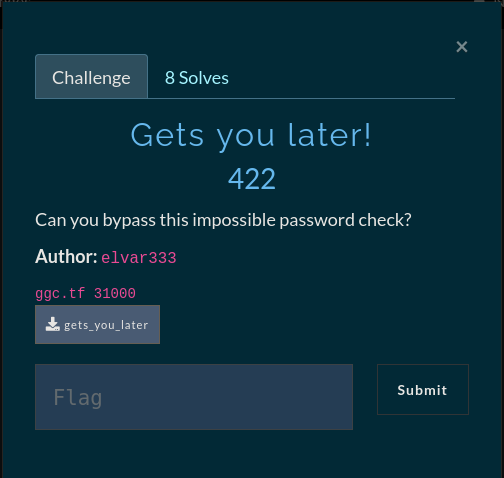 ×
Challenge
8 Solves
Gets you later!
422
Can you bypass this impossible password check?
Author: elvar333
ggc.tf 31000
gets_you_later
Flag
Submit